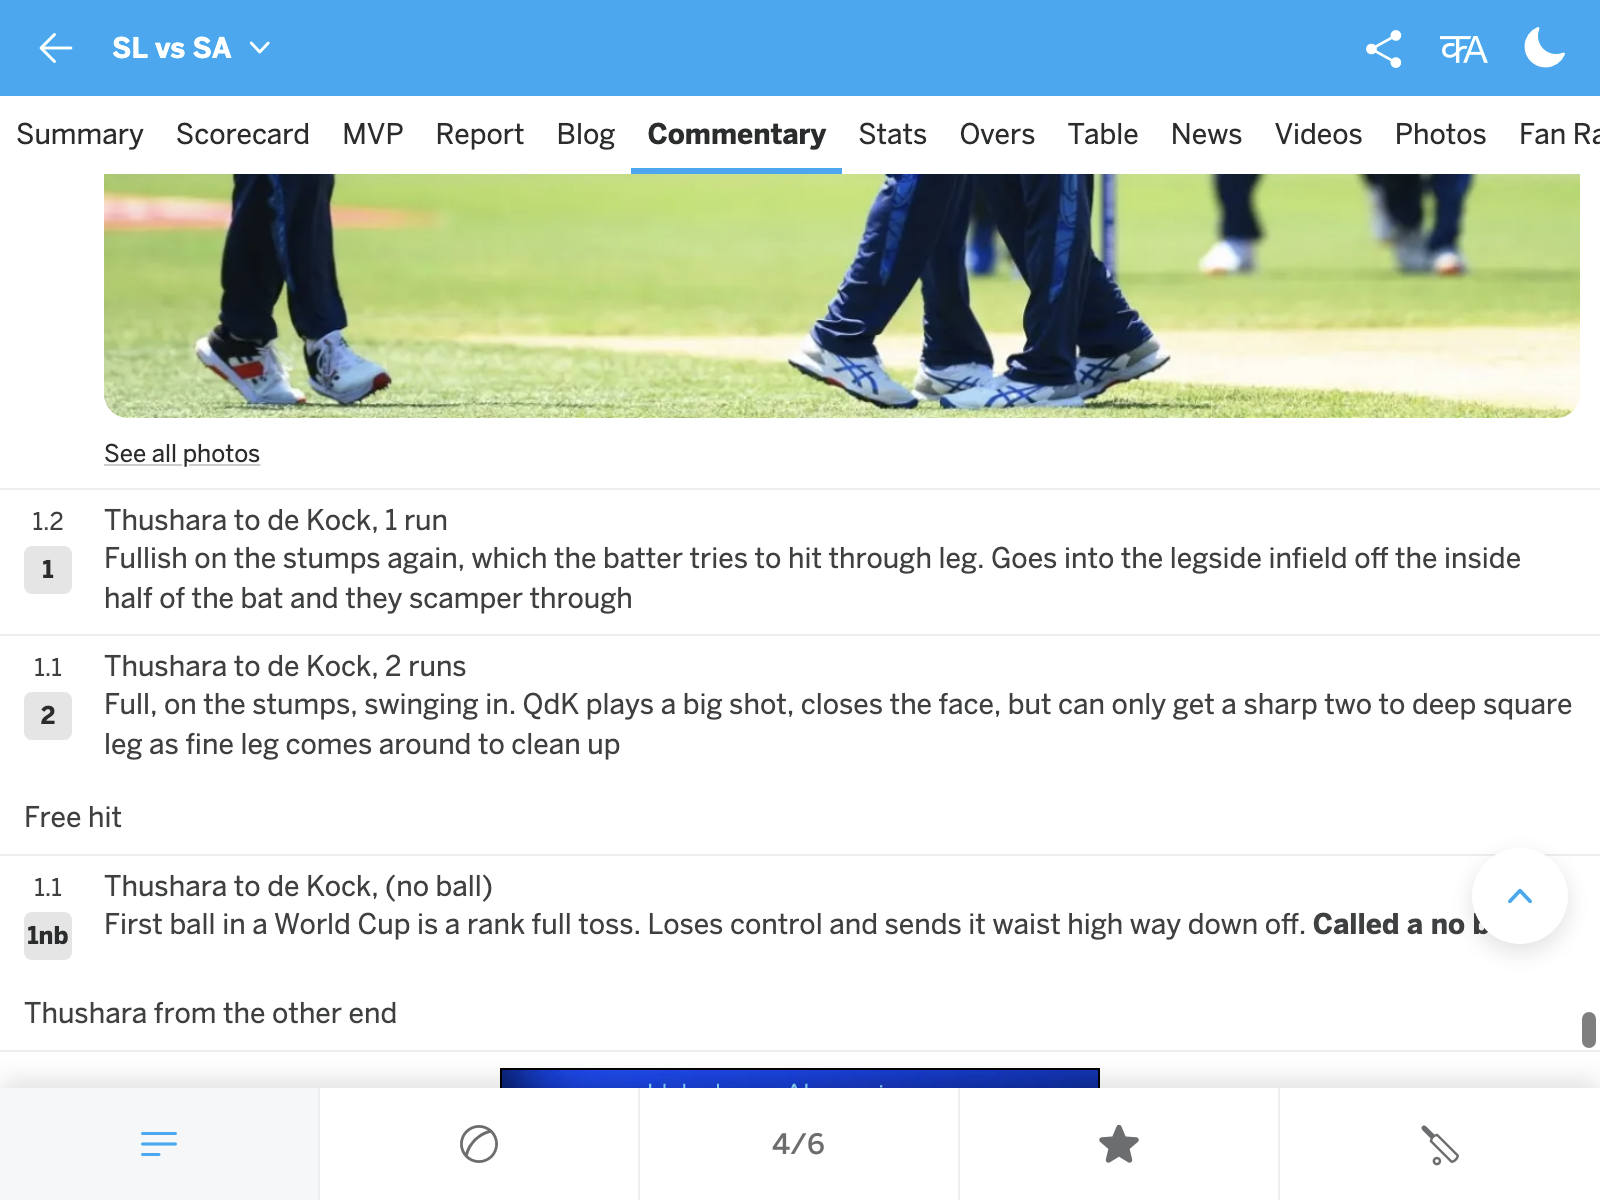 SL vs SA
Summary Scorecard MVP Report Blog Commentary Stats Overs Table News Videos Photos Fan Ra
See all photos
1.2 Thushara to de Kock, 1 run
1 Fullish on the stumps again, which the batter tries to hit through leg. Goes into the legside infield off the inside
half of the bat and they scamper through
1.1 Thushara to de Kock, 2 runs
2 Full, on the stumps, swinging in. QdK plays a big shot, closes the face, but can only get a sharp two to deep square
leg as fine leg comes around to clean up
Free hit
1.1 Thushara to de Kock, (no ball)
1nb First ball in a World Cup is a rank full toss. Loses control and sends it waist high way down off. Called a no
Thushara from the other end
4/6